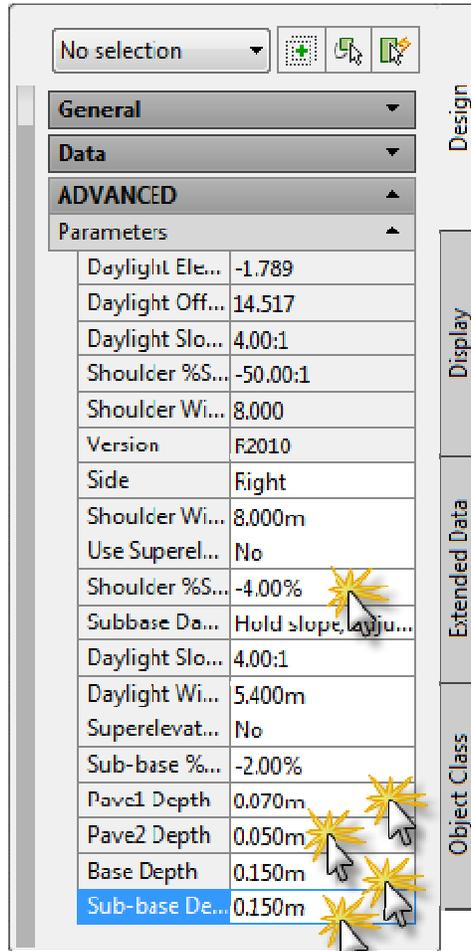 No selection
General
Data
ADVANCED
Parameters
Daylight Ele... -1.789
Daylight Off... 14.517
Daylight Slo... 4.00:1
Shoulder %S... -50.00:1
Shoulder Wi... 8.000
Version R2010
Side Right
Shoulder Wi... 8.000m
Use Superel... No
Shoulder %S... -4.00%
Subbase Da... Hold slope,
Daylight Slo... 4.00:1
Daylight Wi... 5.400m
Superelevat... No
Sub-base %... -2.00%
Pave1 Depth 0.070m
Pave2 Depth 0.050m
Base Depth 0.150m
Sub-base De... 0.150m
Design
Display
Extended Data
Object Class